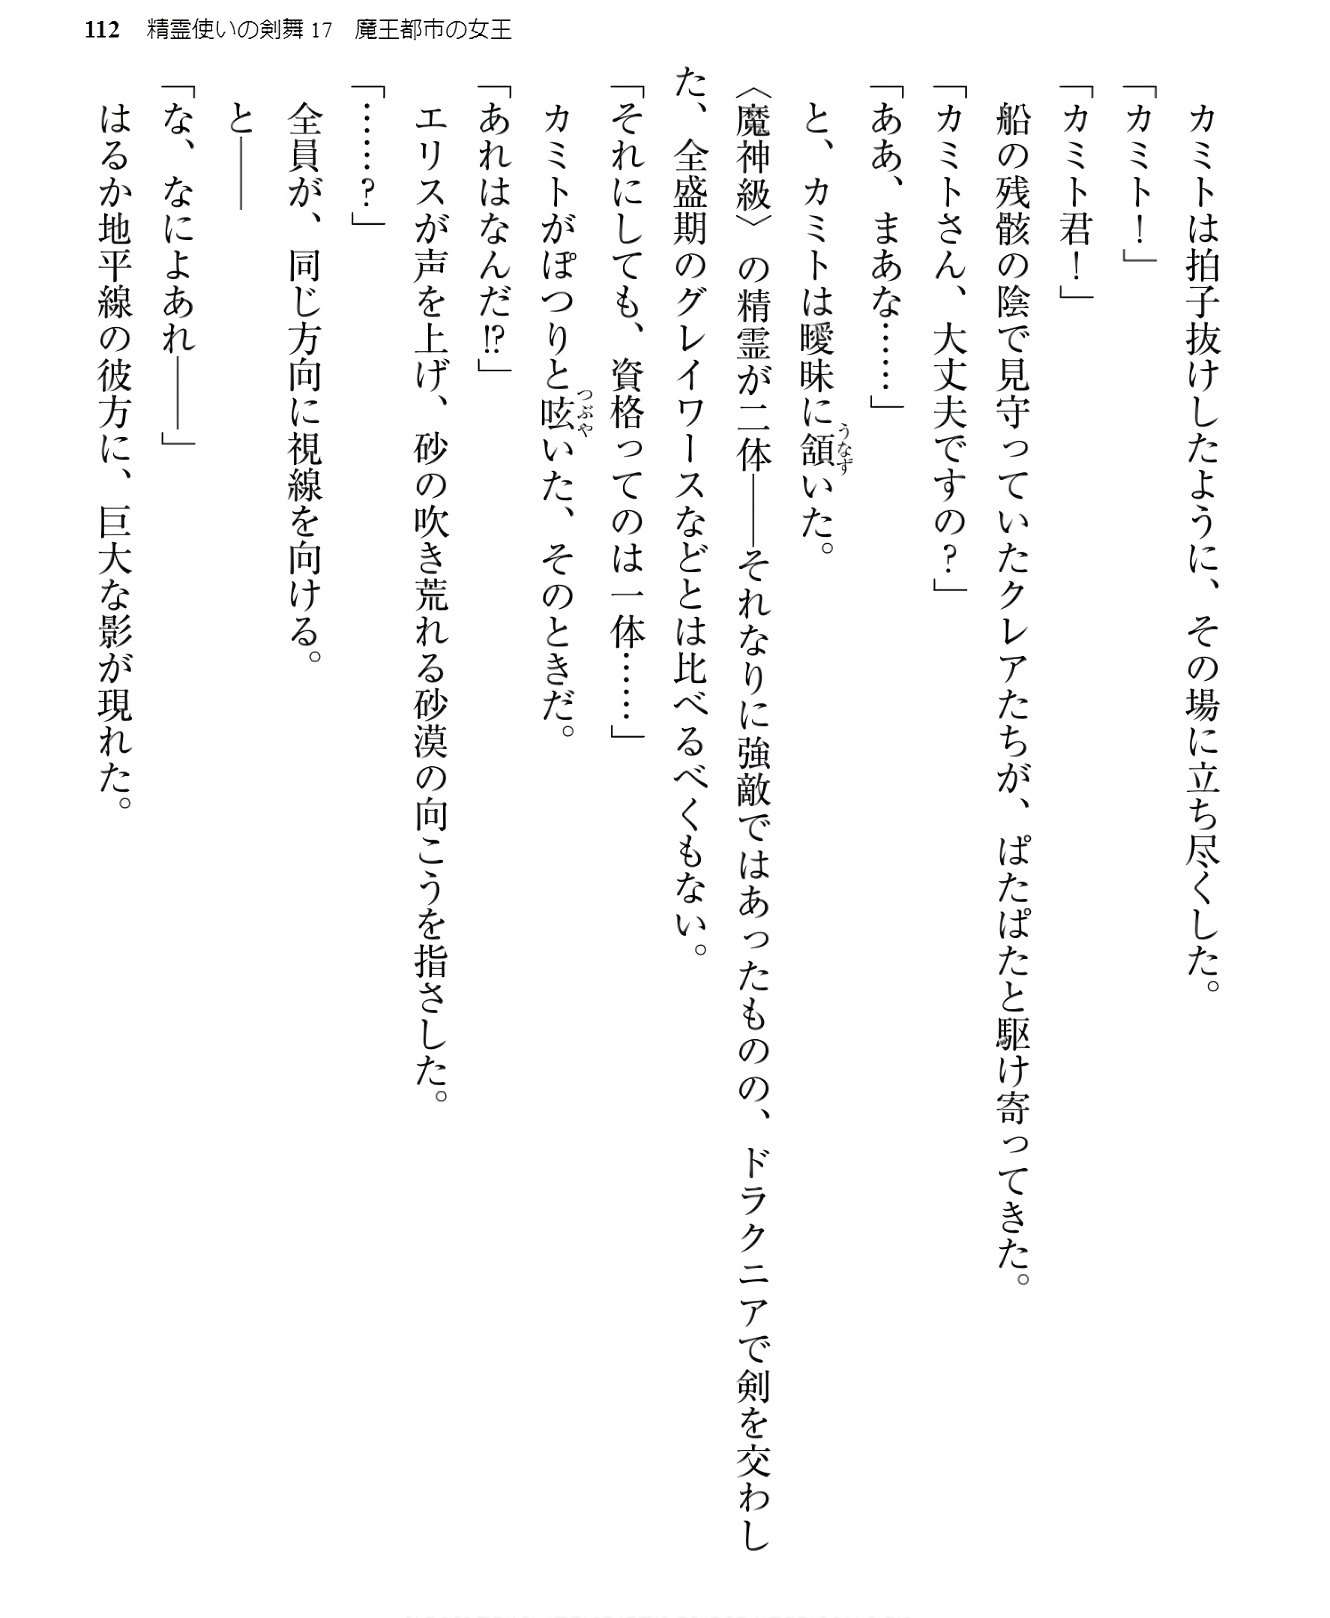 112 精霊使いの剣舞 17 魔王都市の女王
カミトは拍子抜けしたように、その場に立ち尽くした。
「カミト！」
「カミト君！」
船の残骸の陰で見守っていたクレアたちが、ぱたぱたと駆け寄ってきた。
「カミトさん、大丈夫ですの？」
「ああ、まあな……」
と、カミトは曖昧に頷いた。
うなず
〈魔神級〉の精霊が二体――それなりに強敵ではあったものの、ドラクニアで剣を交わし
た、全盛期のグレイワースなどとは比べるべくもない。
「それにしても、資格ってのは一体……」
カミトがぽつりと呟いた、そのときだ。
つぶや
「あれはなんだ!?」
エリスが声を上げ、砂の吹き荒れる砂漠の向こうを指さした。
「……？」
全員が、同じ方向に視線を向ける。
と――
「な、なによあれ――」
はるか地平線の彼方に、巨大な影が現れた。